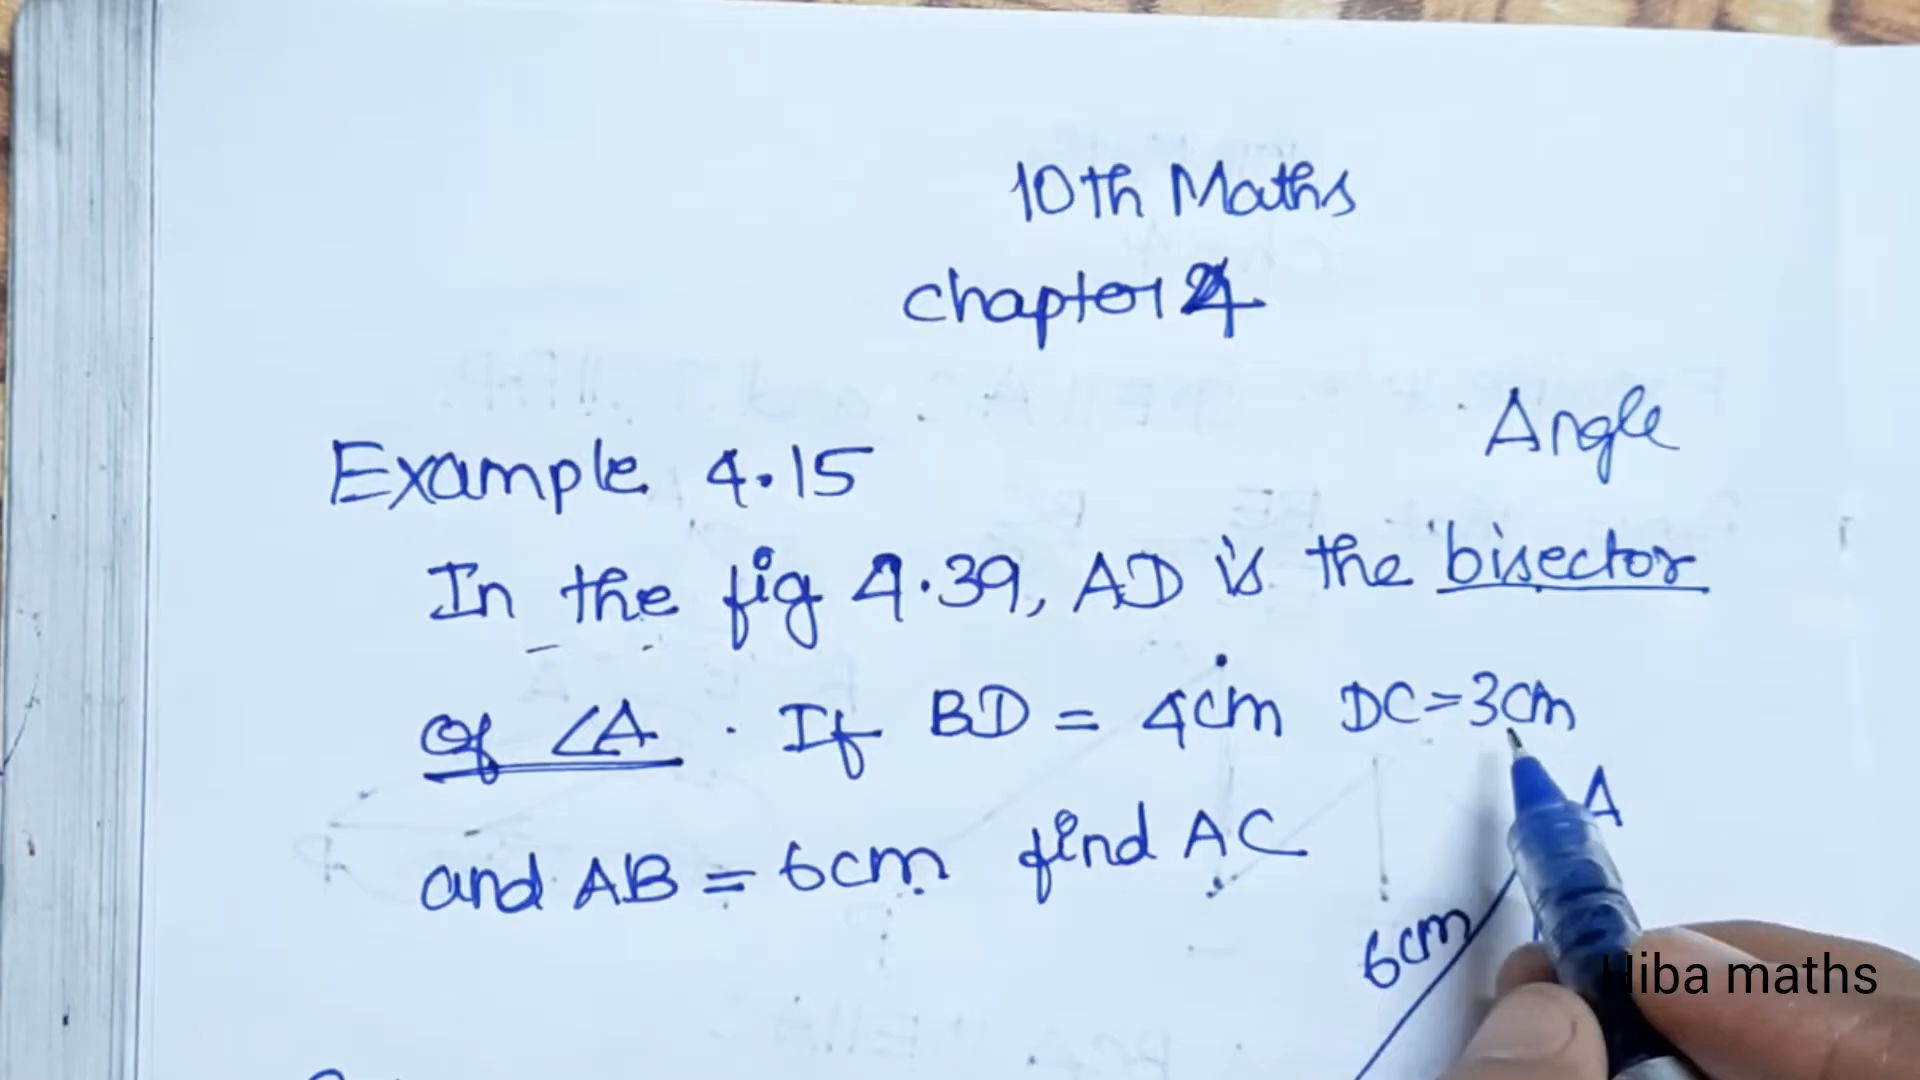 10th Maths
Chapter 4
Angle
Example 4.15
In the fig 4.39, AD is the bisector
of ∠A . If BD = 4cm DC=3cm
and AB = 6cm find AC
A
6cm
Hiba maths